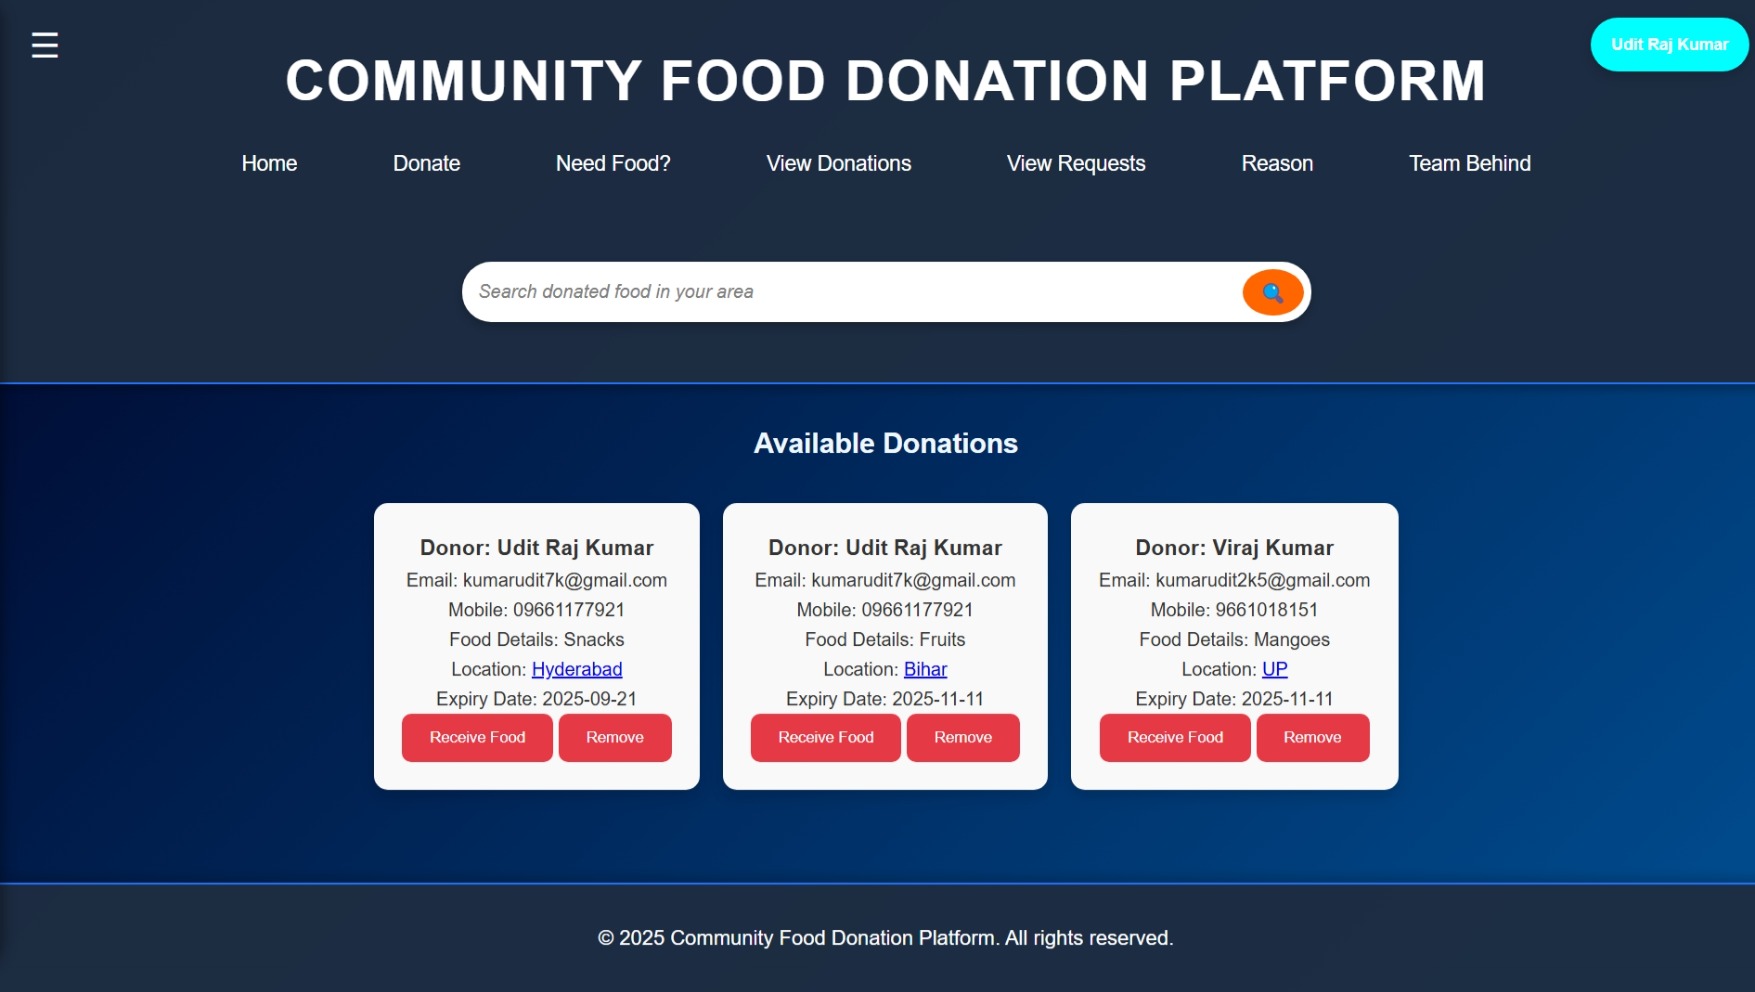 ☰
Udit Raj Kumar
COMMUNITY FOOD DONATION PLATFORM
Home Donate Need Food? View Donations View Requests Reason Team Behind
Search donated food in your area
Available Donations
Donor: Udit Raj Kumar
Email: kumarudit7k@gmail.com
Mobile: 09661177921
Food Details: Snacks
Location: Hyderabad
Expiry Date: 2025-09-21
Receive Food Remove
Donor: Udit Raj Kumar
Email: kumarudit7k@gmail.com
Mobile: 09661177921
Food Details: Fruits
Location: Bihar
Expiry Date: 2025-11-11
Receive Food Remove
Donor: Viraj Kumar
Email: kumarudit2k5@gmail.com
Mobile: 9661018151
Food Details: Mangoes
Location: UP
Expiry Date: 2025-11-11
Receive Food Remove
© 2025 Community Food Donation Platform. All rights reserved.